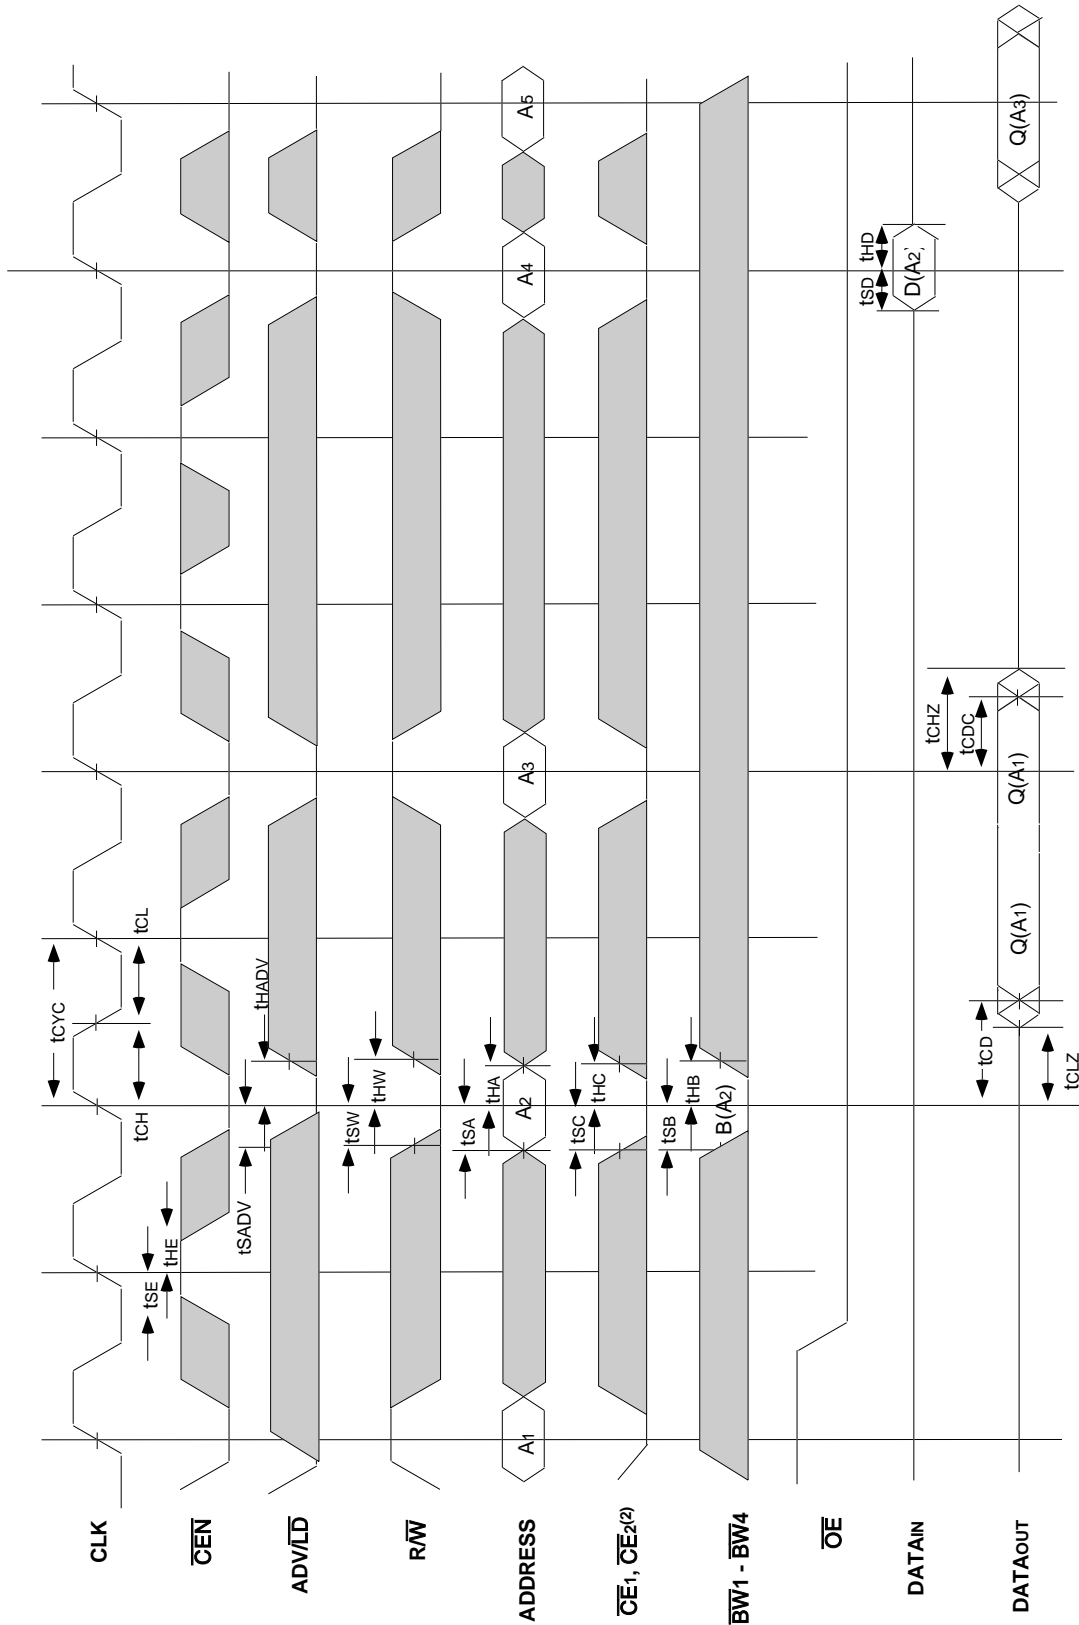 tCYC
tCH
tCL
CLK
tSE
tHE
CEN
tSADV
tHADV
ADV/LD
tSW
tHW
R/W
tSA
tHA
ADDRESS
A1
A2
A3
A4
A5
tSC
tHC
CE1, CE2(2)
tSB
tHB
BW1 - BW4
B(A2)
OE
tSD
tHD
DATAIN
D(A2)
tCD
tCHZ
tCDC
DATAOUT
Q(A1)
Q(A1)
Q(A3)
tCLZ